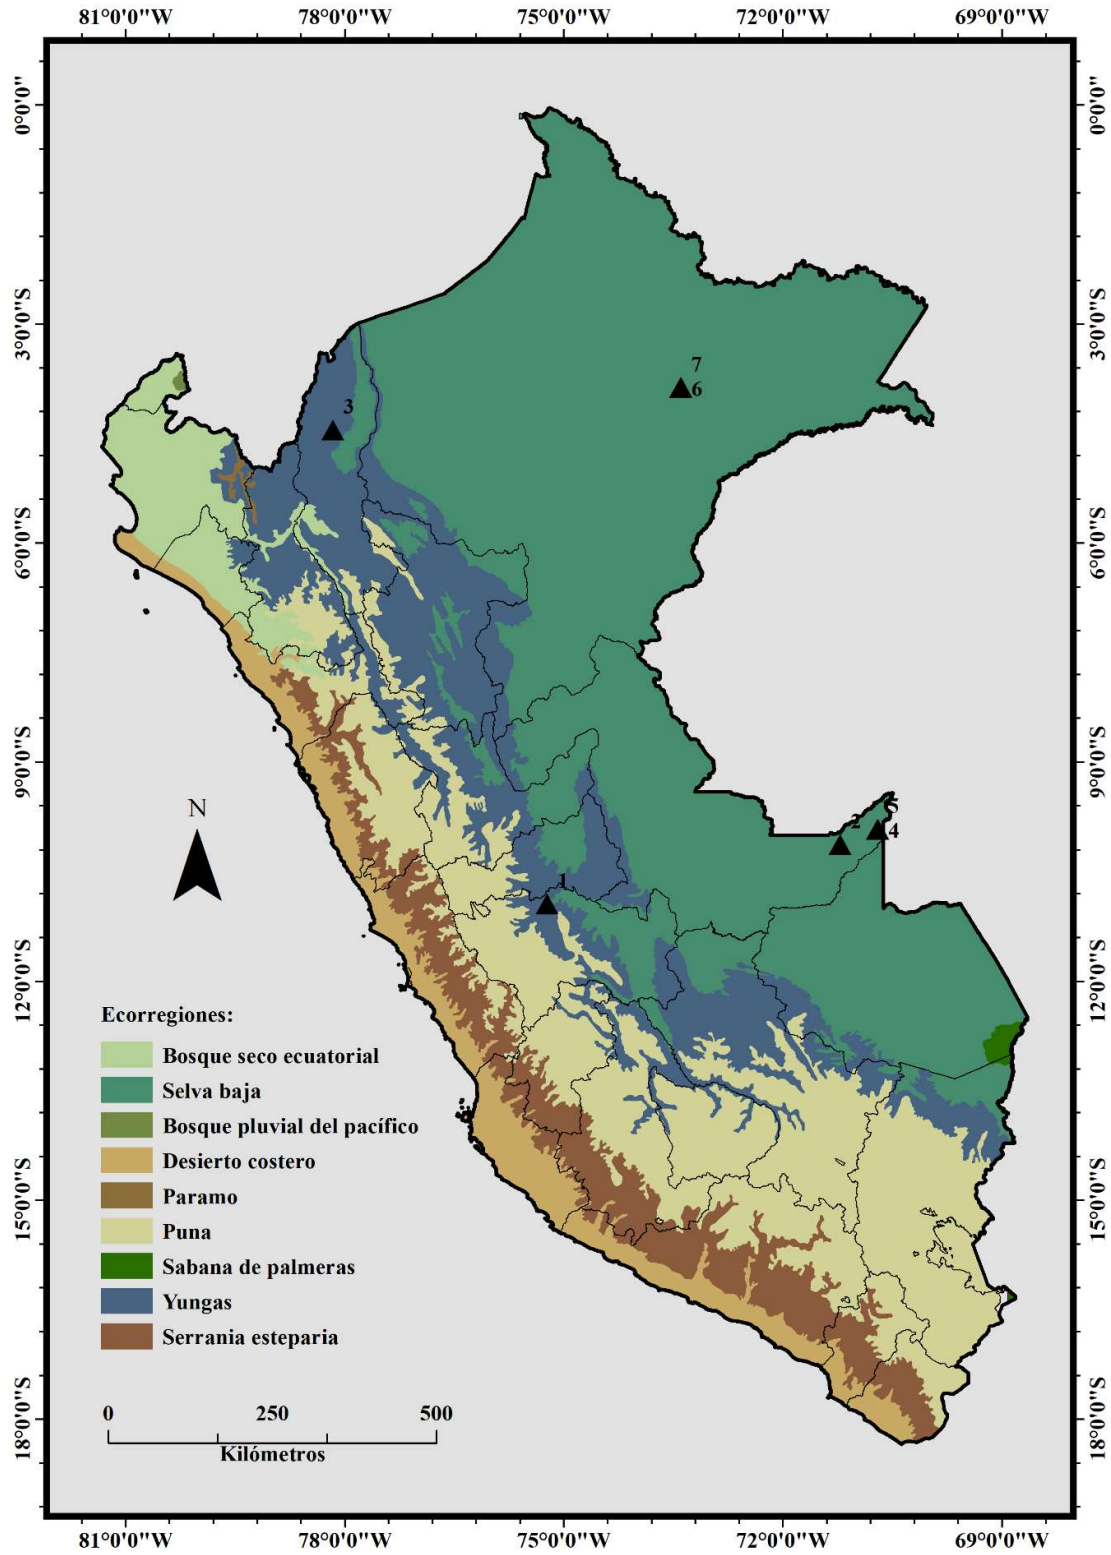 81°0'0"W 78°0'0"W 75°0'0"W 72°0'0"W 69°0'0"W
0°0'0" 0°0'0"
3°0'0"S 3°0'0"S
7
6
3
6°0'0"S 6°0'0"S
9°0'0"S 9°0'0"S
N
5
2
4
1
12°0'0"S 12°0'0"S
Ecorregiones:
Bosque seco ecuatorial
Selva baja
Bosque pluvial del pacífico
Desierto costero
Paramo
Puna
Sabana de palmeras
Yungas
Serrania esteparia
15°0'0"S 15°0'0"S
0 250 500
Kilómetros
18°0'0"S 18°0'0"S
81°0'0"W 78°0'0"W 75°0'0"W 72°0'0"W 69°0'0"W